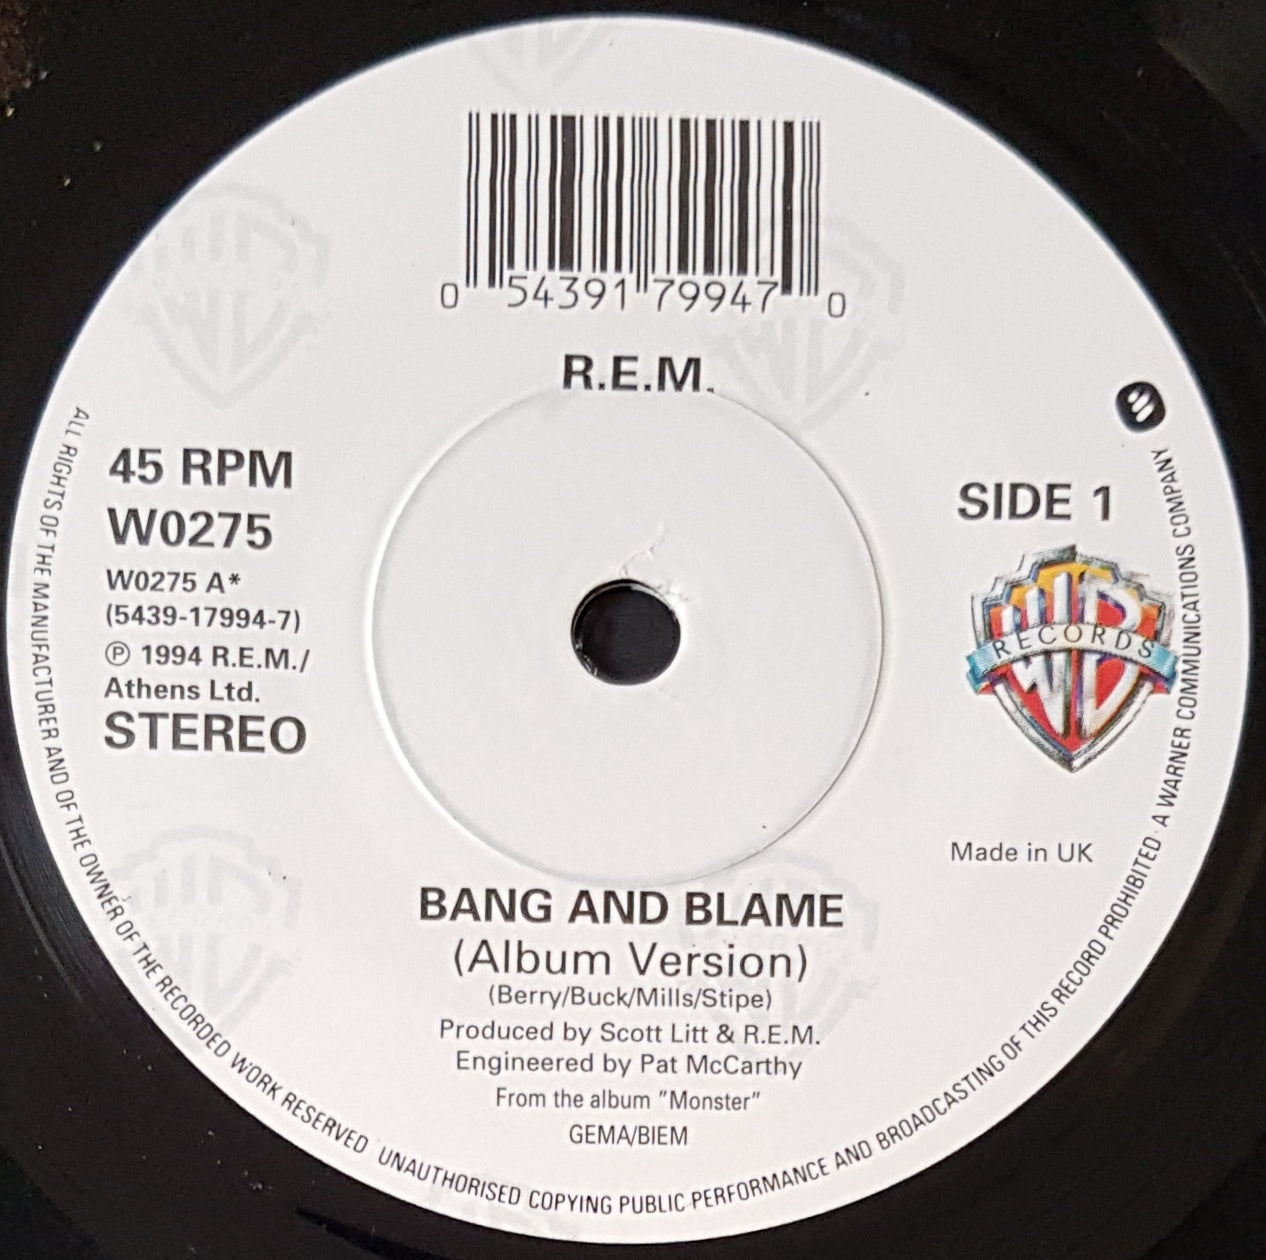 0 54391 79947 0
R.E.M.
45 RPM
W0275
W0275 A*
(5439-17994-7)
Ⓟ 1994 R.E.M./
Athens Ltd.
STEREO
SIDE 1
WB
RECORDS
Made in UK
BANG AND BLAME
(Album Version)
(Berry/Buck/Mills/Stipe)
Produced by Scott Litt & R.E.M.
Engineered by Pat McCarthy
From the album "Monster"
GEMA/BIEM
ALL RIGHTS OF THE MANUFACTURER AND OF THE OWNER OF THE RECORDED WORK RESERVED UNAUTHORISED COPYING PUBLIC PERFORMANCE AND BROADCASTING OF THIS RECORD PROHIBITED · A WARNER COMMUNICATIONS COMPANY